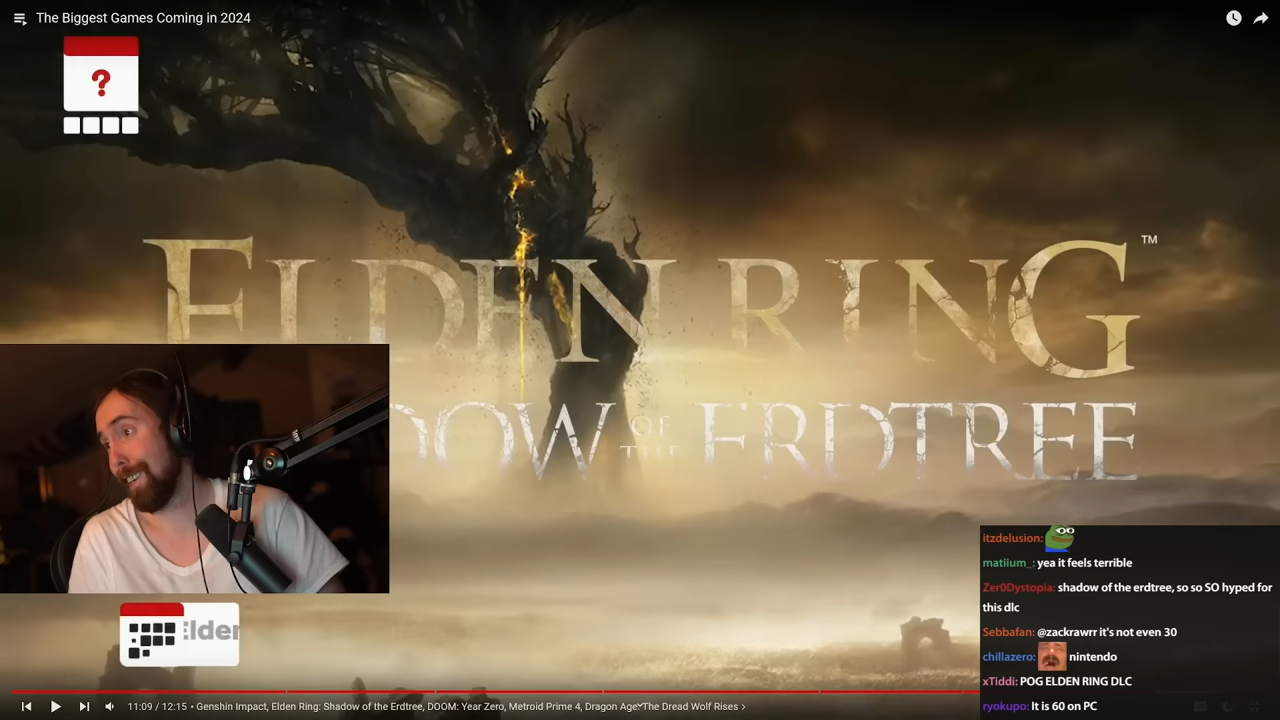 The Biggest Games Coming in 2024
?
ELDEN RING™
OF
THE
ERDTREE
Elden
itzdelusion:
matiium_: yea it feels terrible
Zer0Dystopia: shadow of the erdtree, so so SO hyped for
this dlc
Sebbafan: @zackrawrr it's not even 30
chillazero: nintendo
xTiddi: POG ELDEN RING DLC
ryokupo: It is 60 on PC
11:09 / 12:15 • Genshin Impact, Elden Ring: Shadow of the Erdtree, DOOM: Year Zero, Metroid Prime 4, Dragon Age: The Dread Wolf Rises